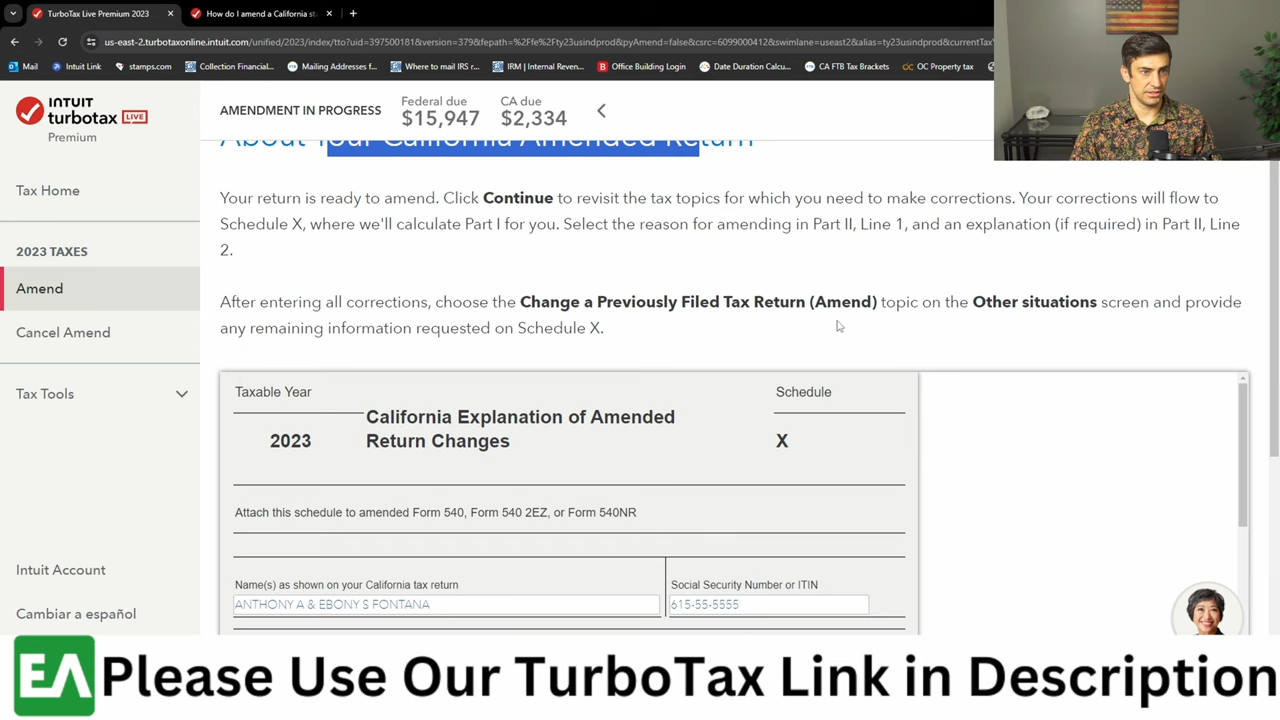 TurboTax Live Premium 2023
How do I amend a California st
us-east-2.turbotaxonline.intuit.com/unified/2023/index/tto?uid=397500181&version=379&fepath=%2Ffe%2Fty23usindprod&pyAmend=false&csrc=6099000412&swimlane=useast2&alias=ty23usindprod&currentTax
Mail
Intuit Link
stamps.com
Collection Financial...
Mailing Addresses f...
Where to mail IRS r...
IRM | Internal Reven...
Office Building Login
Date Duration Calcu...
CA FTB Tax Brackets
OC Property tax
INTUIT
turbotax LIVE
Premium
Tax Home
2023 TAXES
Amend
Cancel Amend
Tax Tools
Intuit Account
Cambiar a español
AMENDMENT IN PROGRESS
Federal due
$15,947
CA due
$2,334
About Your California Amended Return
Your return is ready to amend. Click Continue to revisit the tax topics for which you need to make corrections. Your corrections will flow to
Schedule X, where we'll calculate Part I for you. Select the reason for amending in Part II, Line 1, and an explanation (if required) in Part II, Line
2.
After entering all corrections, choose the Change a Previously Filed Tax Return (Amend) topic on the Other situations screen and provide
any remaining information requested on Schedule X.
Taxable Year
2023
California Explanation of Amended
Return Changes
Schedule
X
Attach this schedule to amended Form 540, Form 540 2EZ, or Form 540NR
Name(s) as shown on your California tax return
ANTHONY A & EBONY S FONTANA
Social Security Number or ITIN
615-55-5555
EA Please Use Our TurboTax Link in Description